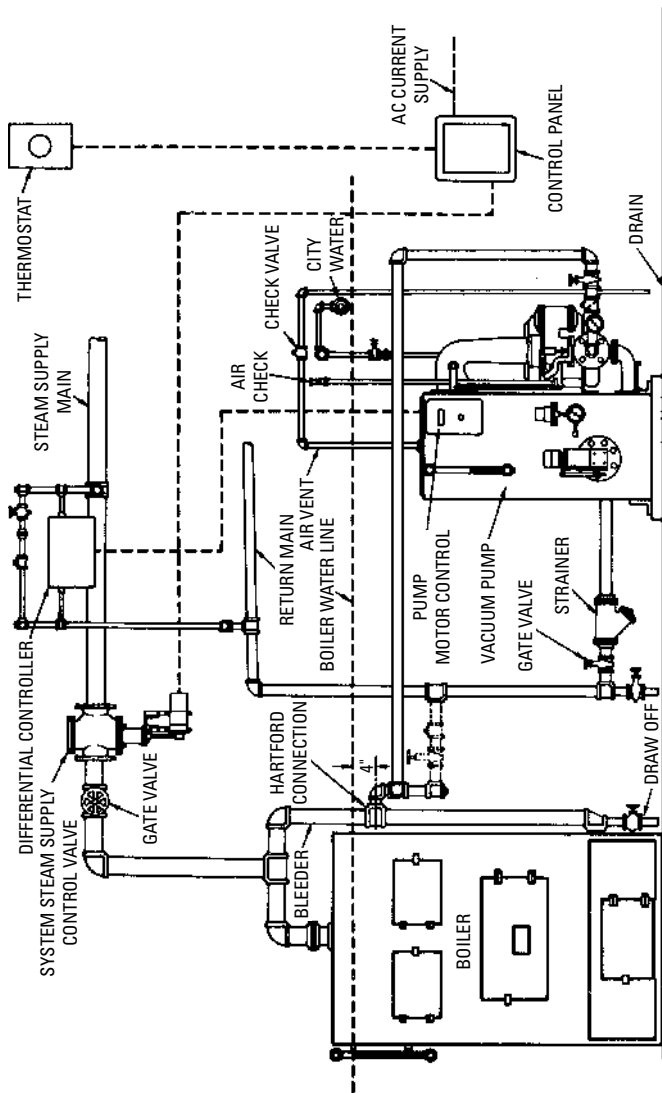 THERMOSTAT
AC CURRENT
SUPPLY
CONTROL PANEL
STEAM SUPPLY
MAIN
CHECK VALVE
CITY
WATER
AIR
CHECK
DRAIN
DIFFERENTIAL CONTROLLER
SYSTEM STEAM SUPPLY
CONTROL VALVE
GATE VALVE
RETURN MAIN
AIR VENT
BOILER WATER LINE
PUMP
MOTOR CONTROL
VACUUM PUMP
GATE VALVE
STRAINER
HARTFORD
CONNECTION
4"
BLEEDER
DRAW OFF
BOILER